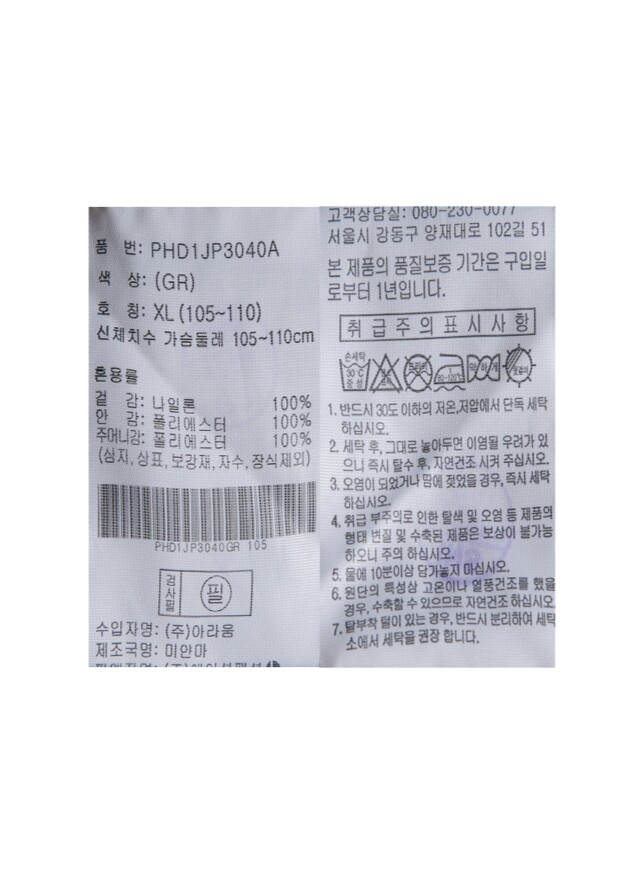 품 번: PHD1JP3040A
색 상: (GR)
호 칭: XL (105~110)
신체치수 가슴둘레 105~110cm
혼용률
겉 감: 나일론 100%
안 감: 폴리에스터 100%
주머니감: 폴리에스터 100%
(심지,상표,보강재,자수,장식제외)
PHD1JP3040GR 105
검사필 필
수입자명: (주)아라움
제조국명: 미얀마
고객상담실: 080-230-0077
서울시 강동구 양재대로 102길 51
본 제품의 품질보증 기간은 구입일
로부터 1년입니다.
취급주의표시사항
손세탁
30°C
중성
드라이
80~120°C
약하게
옷걸이
1. 반드시 30도 이하의 저온,저압에서 단독 세탁
하십시오.
2. 세탁 후, 그대로 놓아두면 이염될 우려가 있
으니 즉시 탈수 후, 자연건조 시켜 주십시오.
3. 오염이 되었거나 땀에 젖었을 경우, 즉시 세탁
하십시오.
4. 취급 부주의로 인한 탈색 및 오염 등 제품의
형태 변질 및 수축된 제품은 보상이 불가능
하오니 주의 하십시오.
5. 물에 10분이상 담가놓지 마십시오.
6. 원단의 특성상 고온이나 열풍건조를 했을
경우, 수축할 수 있으므로 자연건조 하십시오.
7. 탈부착 털이 있는 경우, 반드시 분리하여 세탁
소에서 세탁을 권장 합니다.